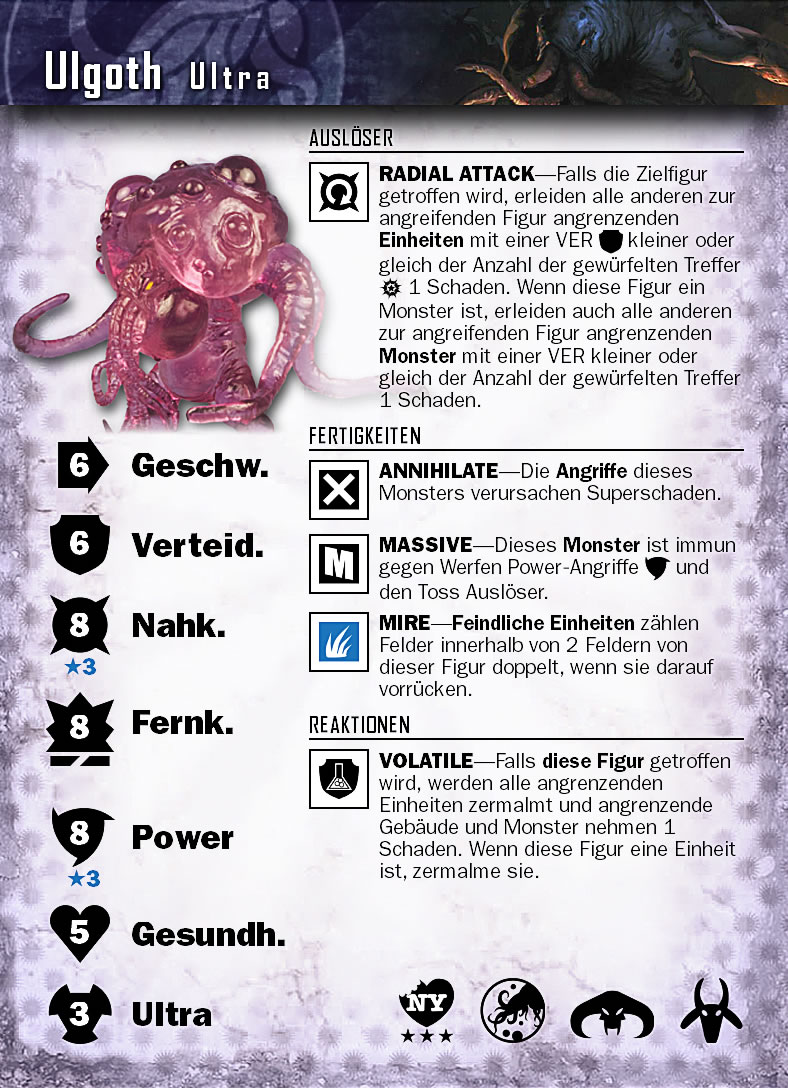 Ulgoth Ultra
AUSLÖSER
RADIAL ATTACK—Falls die Zielfigur
getroffen wird, erleiden alle anderen zur
angreifenden Figur angrenzenden
Einheiten mit einer VER kleiner oder
gleich der Anzahl der gewürfelten Treffer
1 Schaden. Wenn diese Figur ein
Monster ist, erleiden auch alle anderen
zur angreifenden Figur angrenzenden
Monster mit einer VER kleiner oder
gleich der Anzahl der gewürfelten Treffer
1 Schaden.
FERTIGKEITEN
ANNIHILATE—Die Angriffe dieses
Monsters verursachen Superschaden.
M
MASSIVE—Dieses Monster ist immun
gegen Werfen Power-Angriffe und
den Toss Auslöser.
MIRE—Feindliche Einheiten zählen
Felder innerhalb von 2 Feldern von
dieser Figur doppelt, wenn sie darauf
vorrücken.
REAKTIONEN
VOLATILE—Falls diese Figur getroffen
wird, werden alle angrenzenden
Einheiten zermalmt und angrenzende
Gebäude und Monster nehmen 1
Schaden. Wenn diese Figur eine Einheit
ist, zermalme sie.
6 Geschw.
6 Verteid.
8 Nahk.
★3
8 Fernk.
8 Power
★3
5 Gesundh.
3 Ultra
NY
★★★